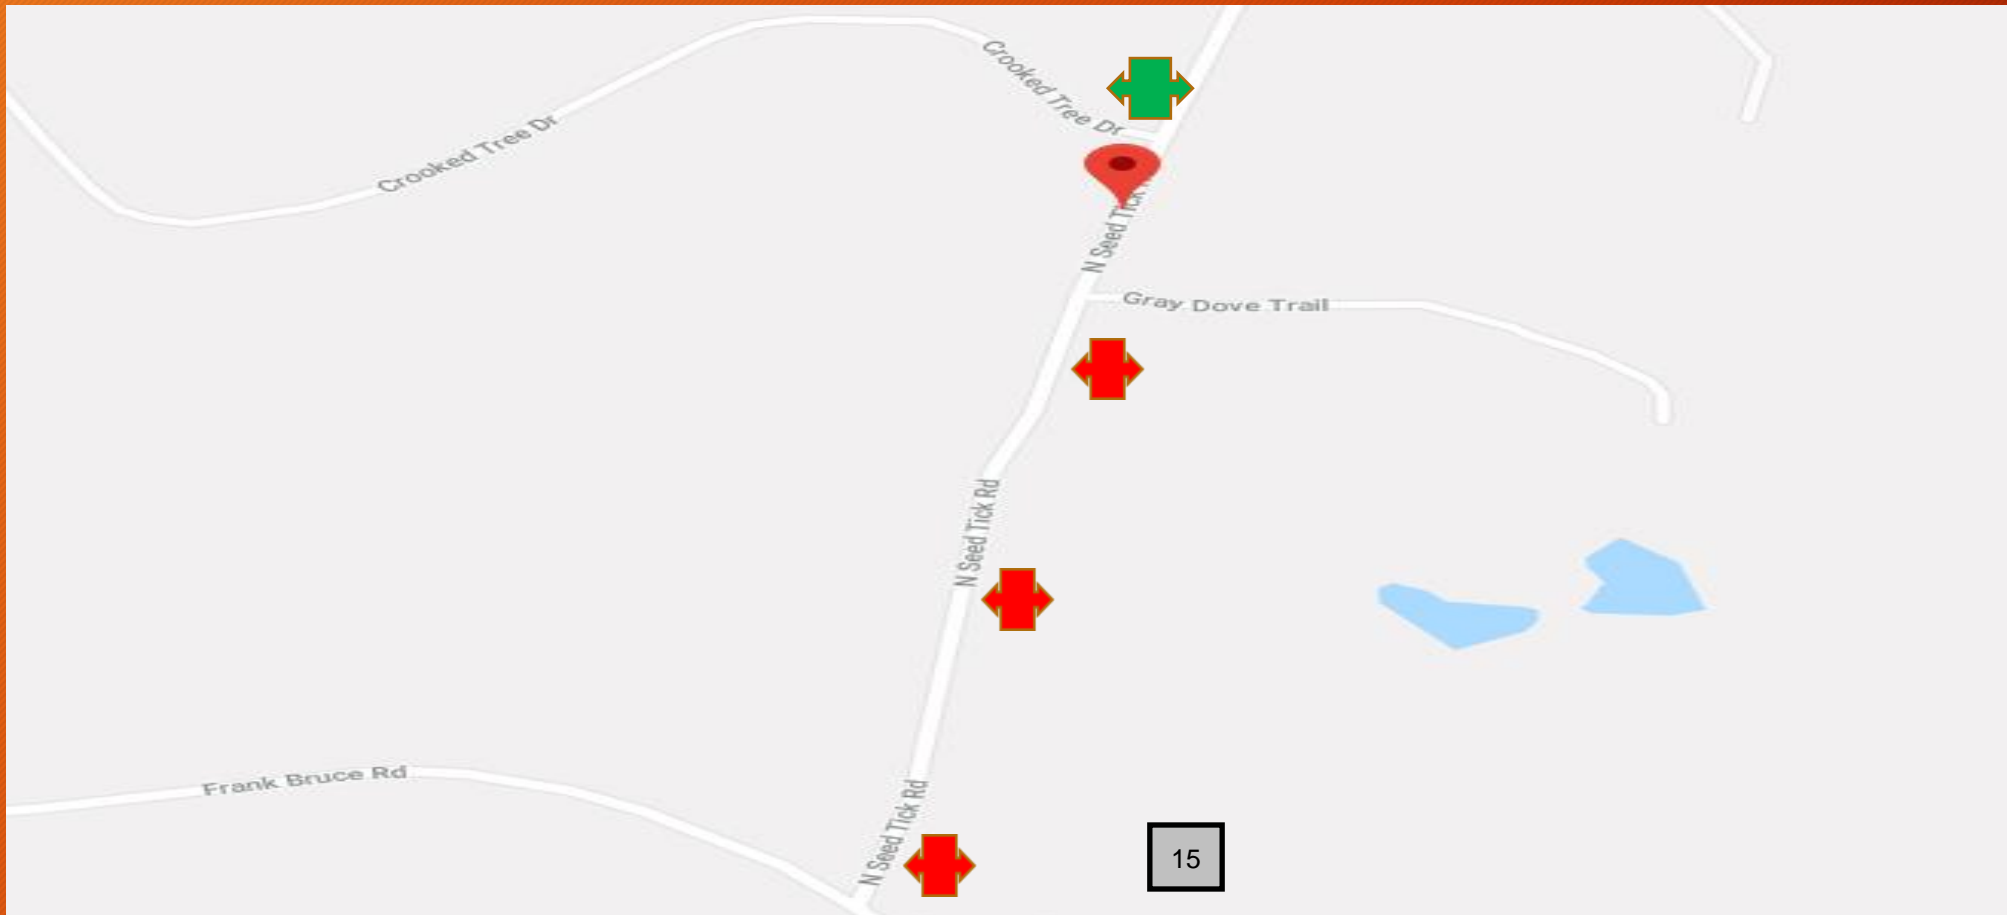 Crooked Tree Dr
Crooked Tree Dr
N Seed Tick
Gray Dove Trail
N Seed Tick Rd
Frank Bruce Rd
N Seed Tick Rd
15